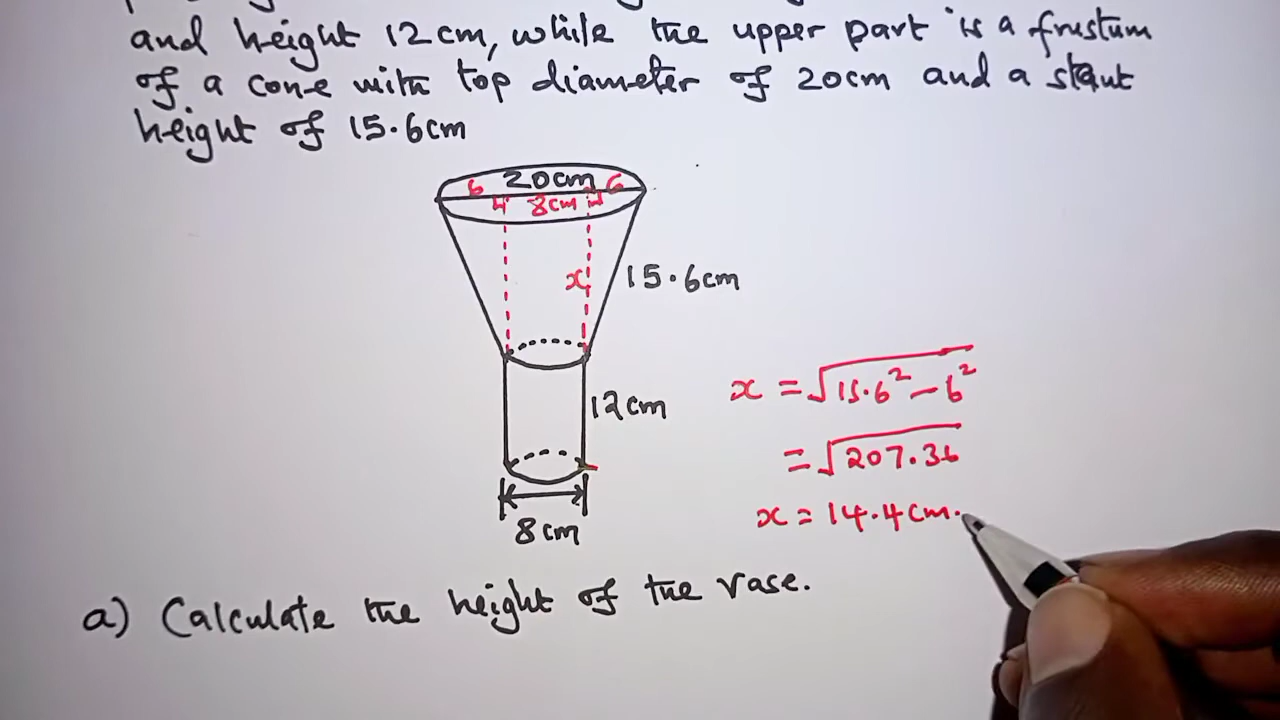 and height 12cm, while the upper part is a frustum
of a cone with top diameter of 20cm and a slant
height of 15.6cm
6 20cm 6
8cm
x 15.6cm
x = √15.6² - 6²
12cm
= √207.36
x = 14.4cm.
8cm
a) Calculate the height of the vase.